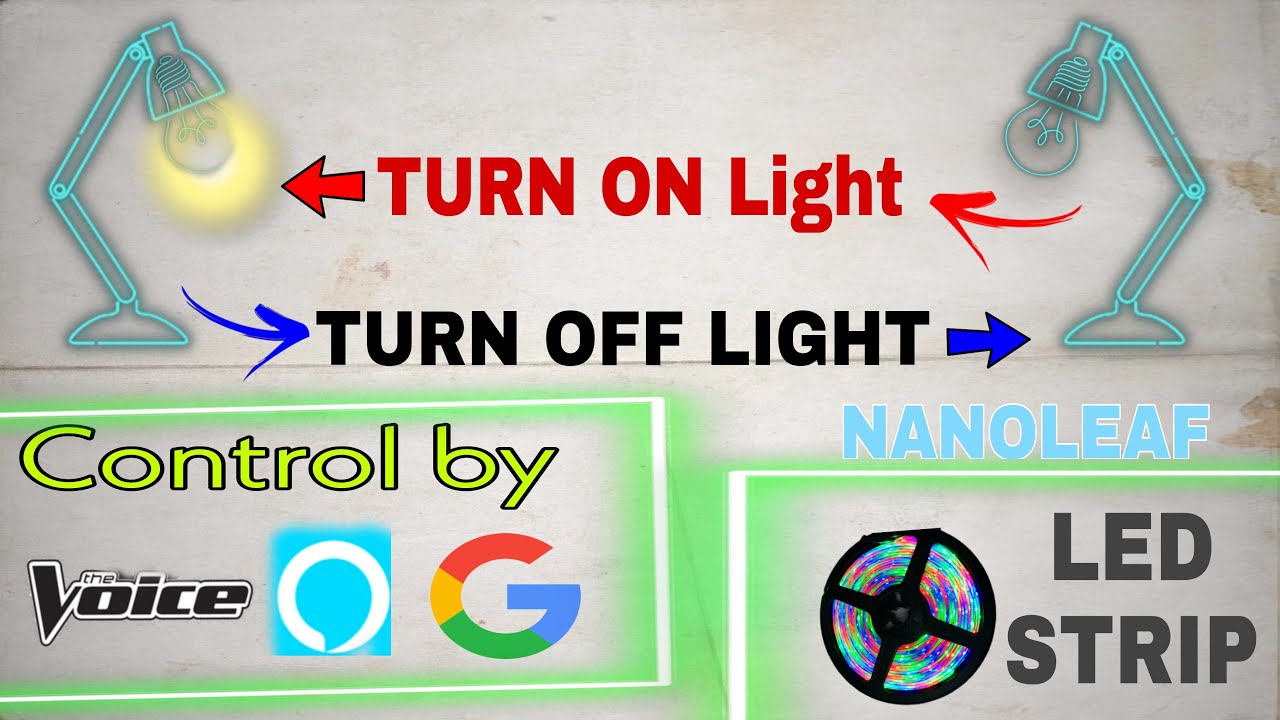 TURN ON Light
TURN OFF LIGHT
Control by
the Voice
G
NANOLEAF
LED
STRIP